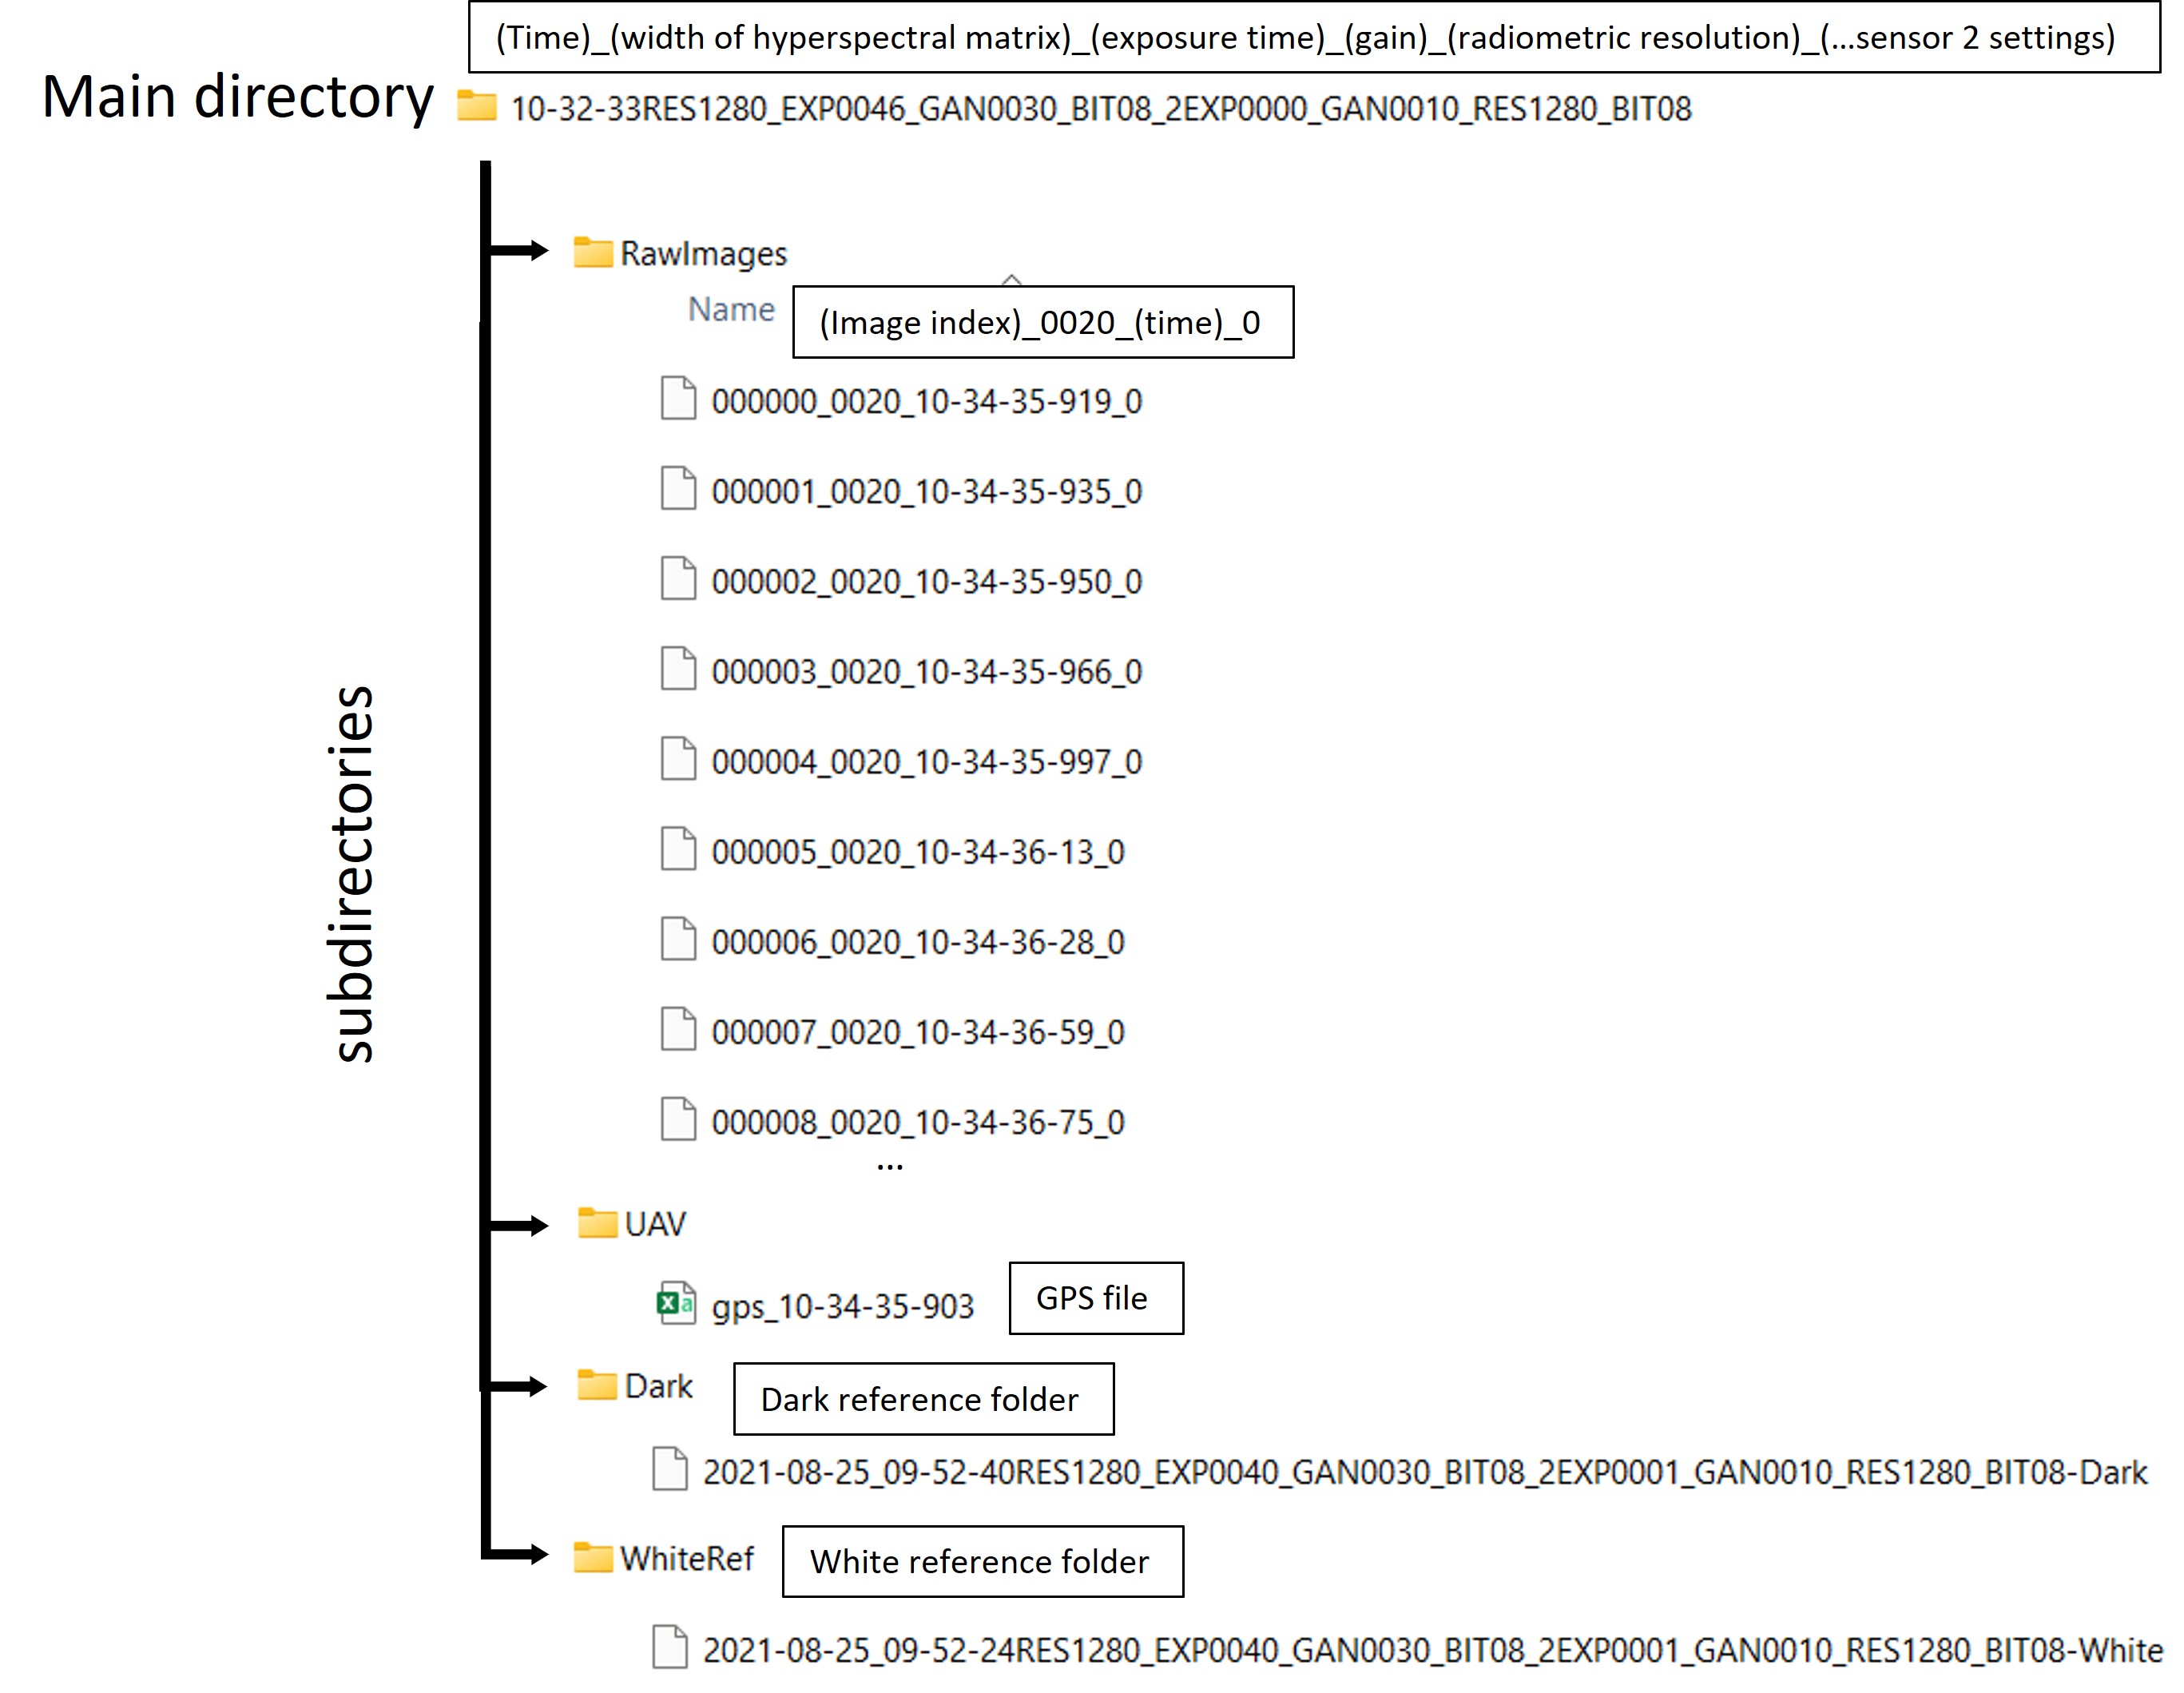 (Time)_(width of hyperspectral matrix)_(exposure time)_(gain)_(radiometric resolution)_(...sensor 2 settings)
Main directory
10-32-33RES1280_EXP0046_GAN0030_BIT08_2EXP0000_GAN0010_RES1280_BIT08
subdirectories
RawImages
Name
(Image index)_0020_(time)_0
000000_0020_10-34-35-919_0
000001_0020_10-34-35-935_0
000002_0020_10-34-35-950_0
000003_0020_10-34-35-966_0
000004_0020_10-34-35-997_0
000005_0020_10-34-36-13_0
000006_0020_10-34-36-28_0
000007_0020_10-34-36-59_0
000008_0020_10-34-36-75_0
...
UAV
gps_10-34-35-903
GPS file
Dark
Dark reference folder
2021-08-25_09-52-40RES1280_EXP0040_GAN0030_BIT08_2EXP0001_GAN0010_RES1280_BIT08-Dark
WhiteRef
White reference folder
2021-08-25_09-52-24RES1280_EXP0040_GAN0030_BIT08_2EXP0001_GAN0010_RES1280_BIT08-White